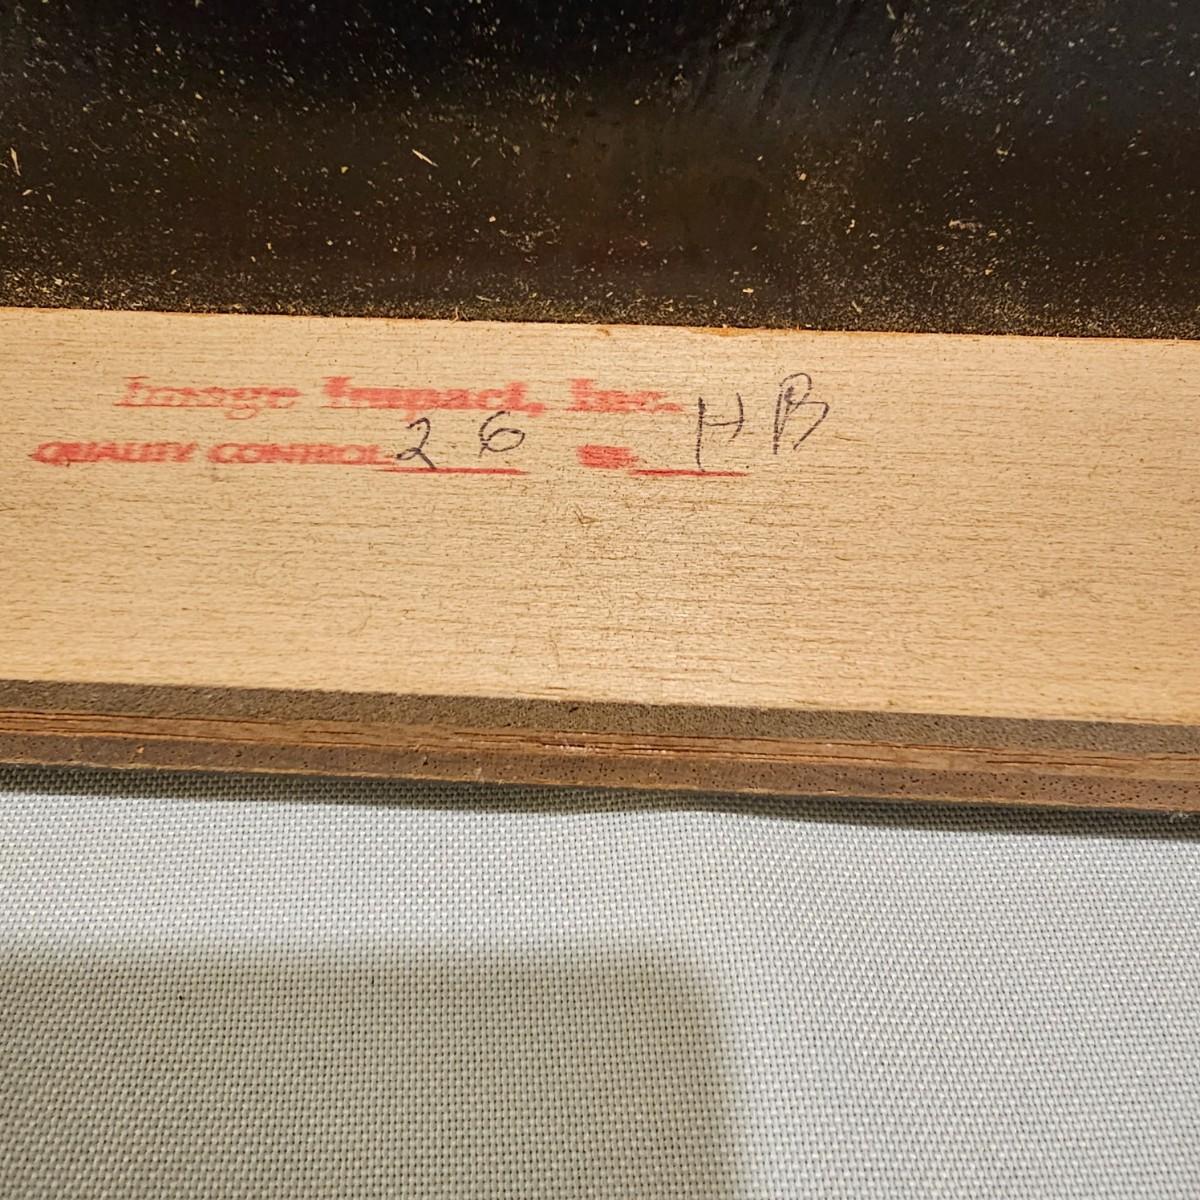 Image Impact, Inc.
QUALITY CONTROL 26 HB